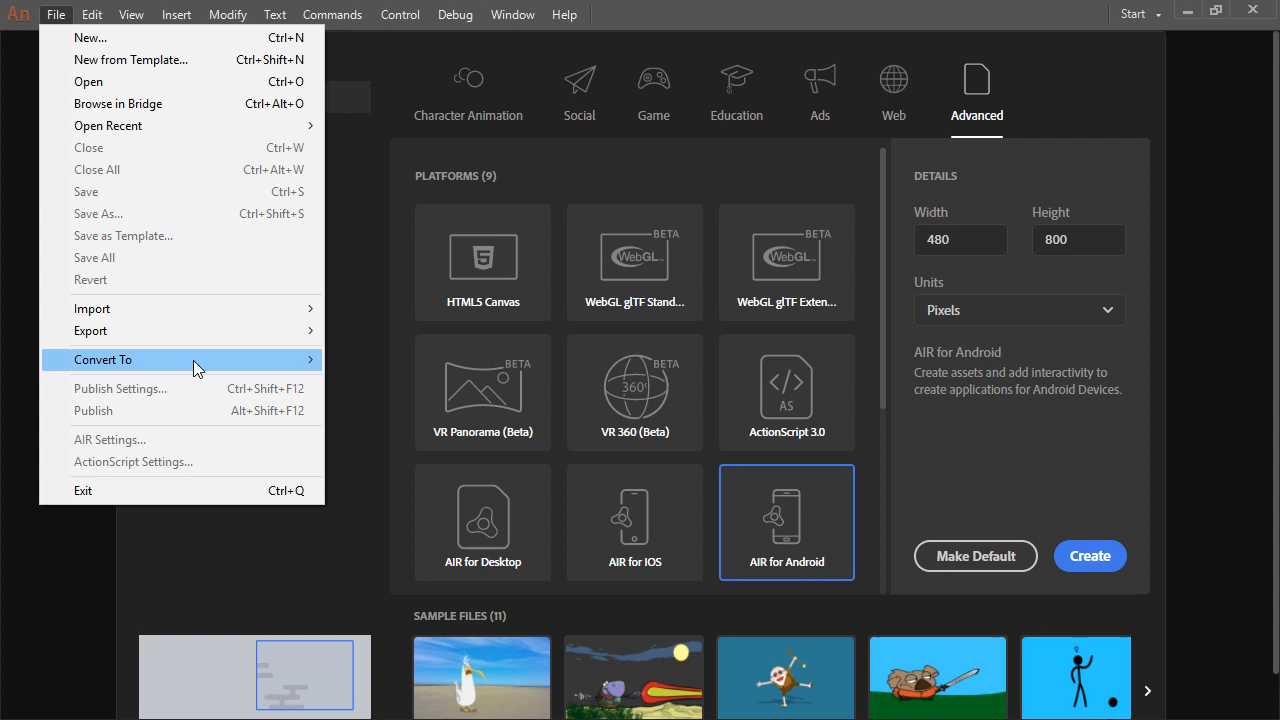 An File Edit View Insert Modify Text Commands Control Debug Window Help Start
New... Ctrl+N
New from Template... Ctrl+Shift+N
Open Ctrl+O
Browse in Bridge Ctrl+Alt+O
Open Recent
Close Ctrl+W
Close All Ctrl+Alt+W
Save Ctrl+S
Save As... Ctrl+Shift+S
Save as Template...
Save All
Revert
Import
Export
Convert To
Publish Settings... Ctrl+Shift+F12
Publish Alt+Shift+F12
AIR Settings...
ActionScript Settings...
Exit Ctrl+Q
Character Animation Social Game Education Ads Web Advanced
PLATFORMS (9)
BETA BETA
5 WebGL WebGL
HTML5 Canvas WebGL glTF Stand... WebGL glTF Exten...
BETA BETA
360° AS
VR Panorama (Beta) VR 360 (Beta) ActionScript 3.0
AIR for Desktop AIR for IOS AIR for Android
DETAILS
Width Height
480 800
Units
Pixels
AIR for Android
Create assets and add interactivity to
create applications for Android Devices.
Make Default Create
SAMPLE FILES (11)